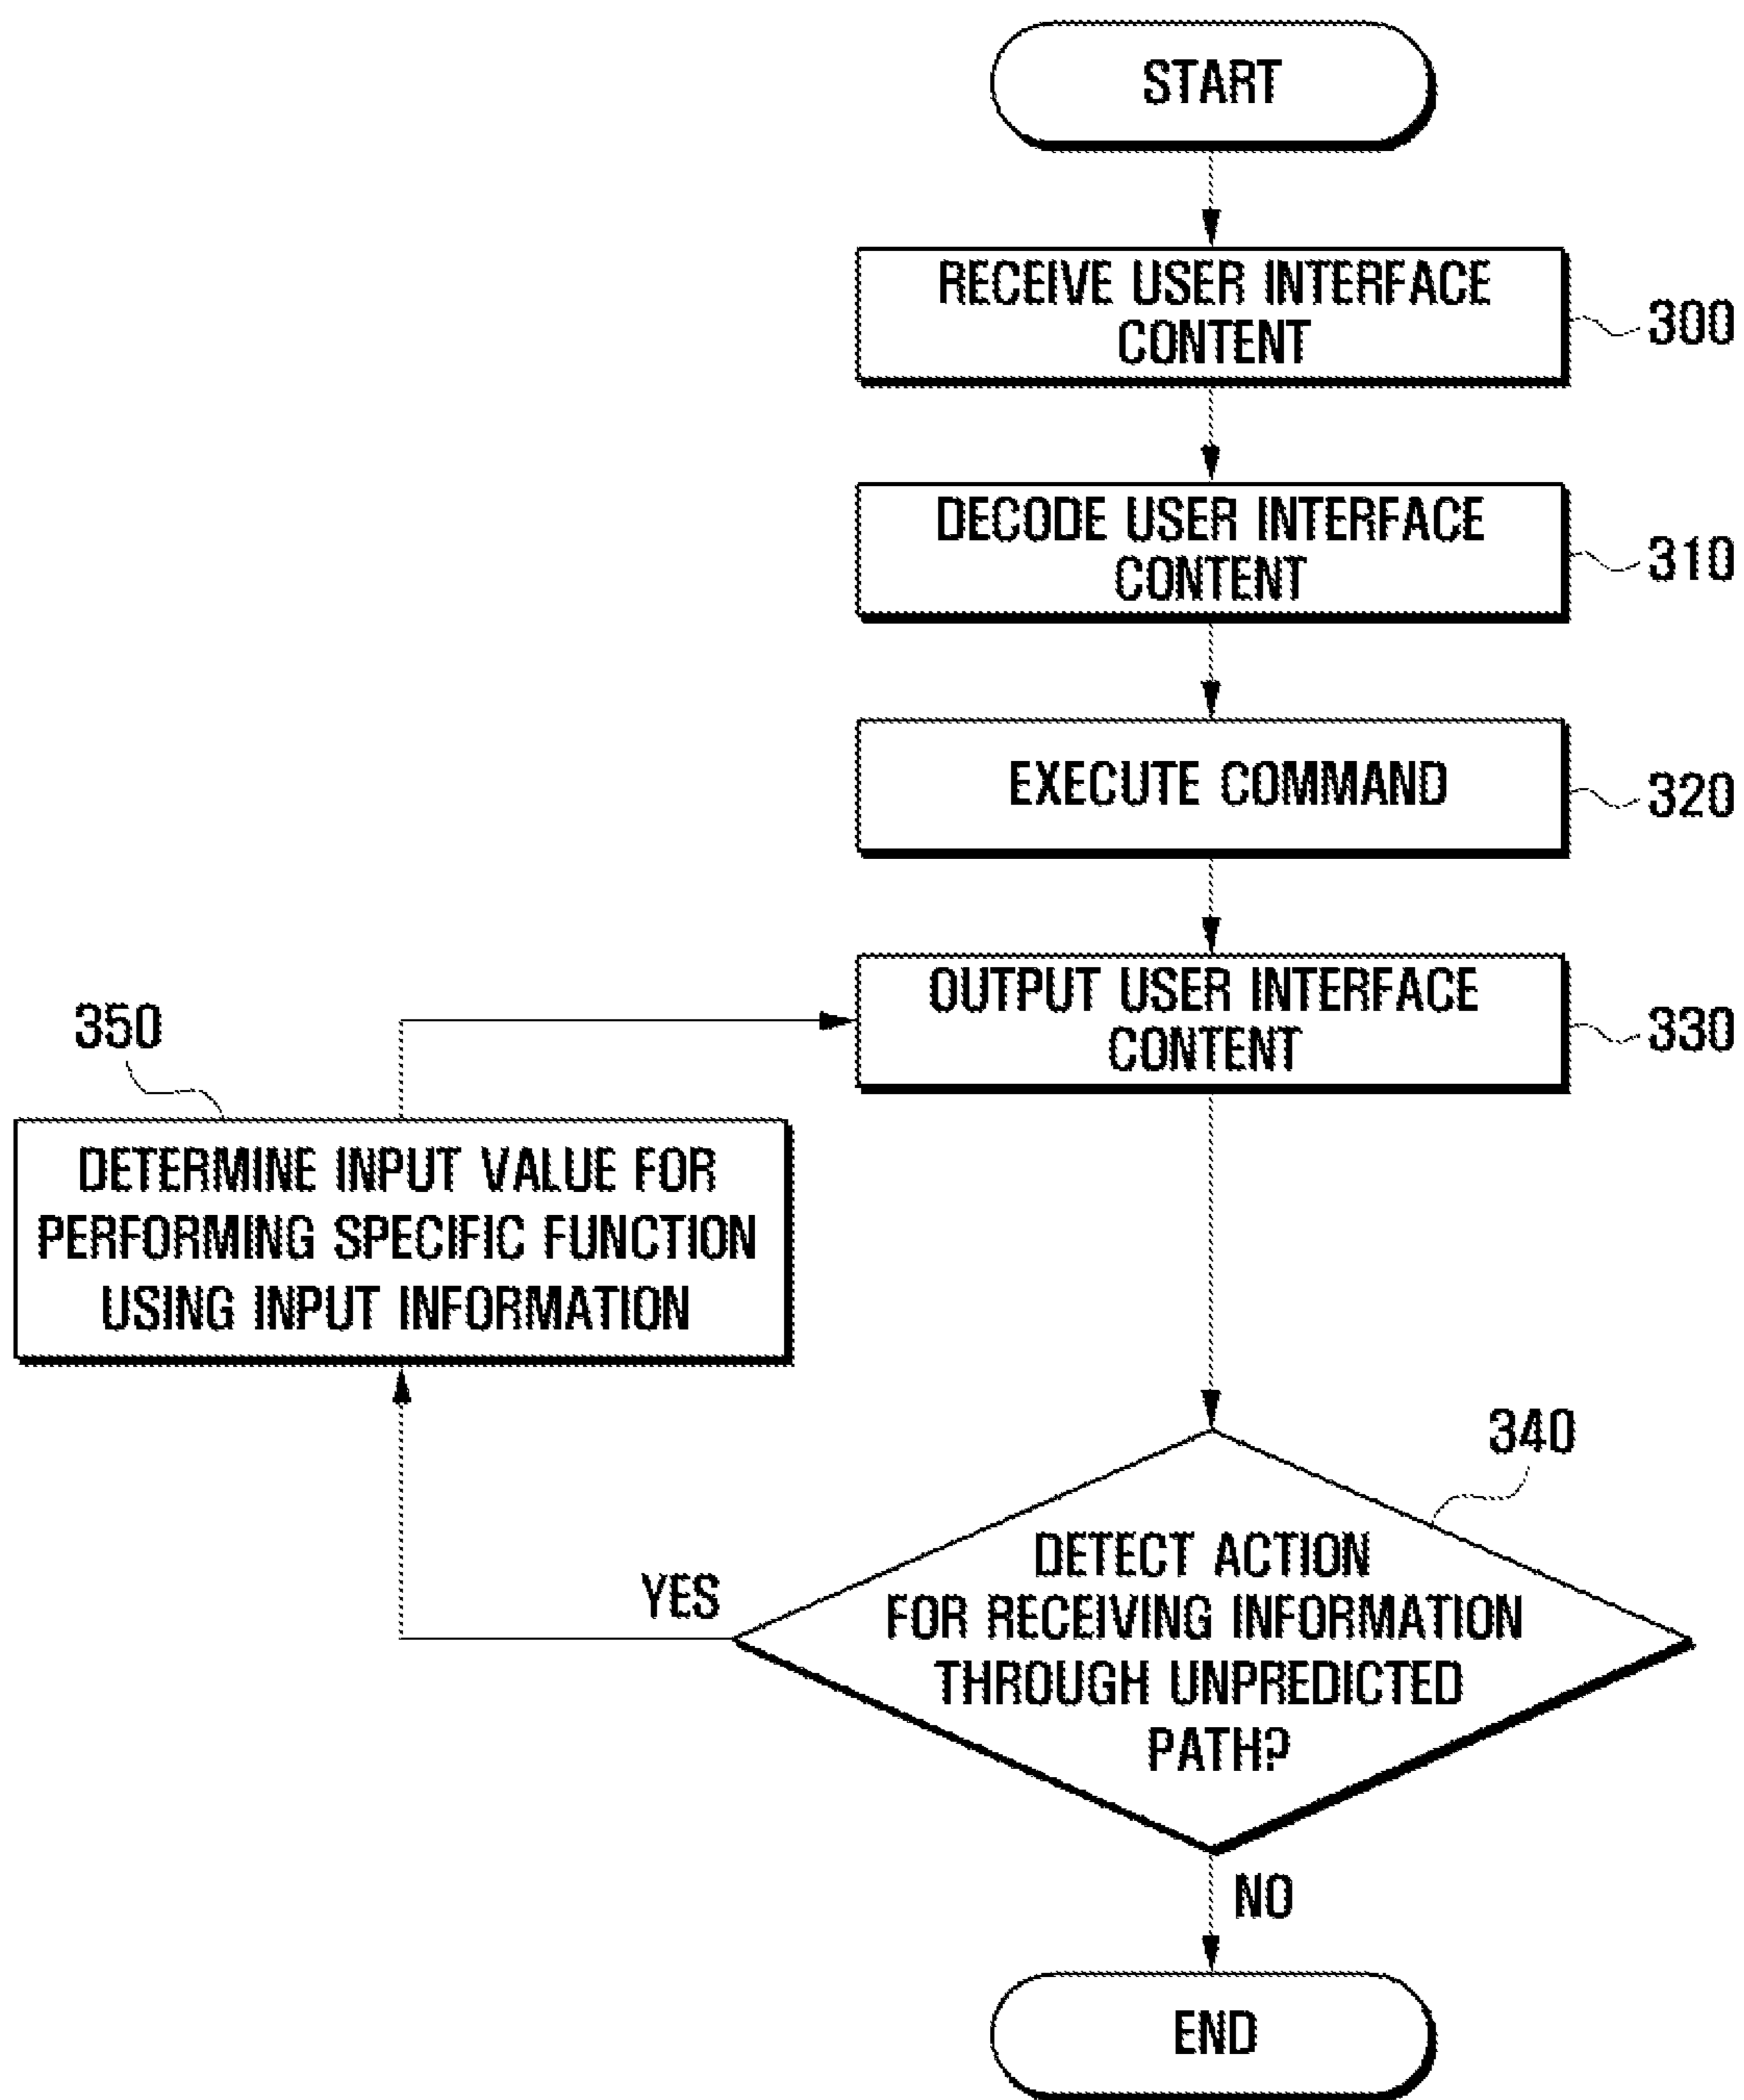 START
RECEIVE USER INTERFACE
CONTENT
300
DECODE USER INTERFACE
CONTENT
310
EXECUTE COMMAND
320
OUTPUT USER INTERFACE
CONTENT
330
350
DETERMINE INPUT VALUE FOR
PERFORMING SPECIFIC FUNCTION
USING INPUT INFORMATION
340
DETECT ACTION
FOR RECEIVING INFORMATION
THROUGH UNPREDICTED
PATH?
YES
NO
END